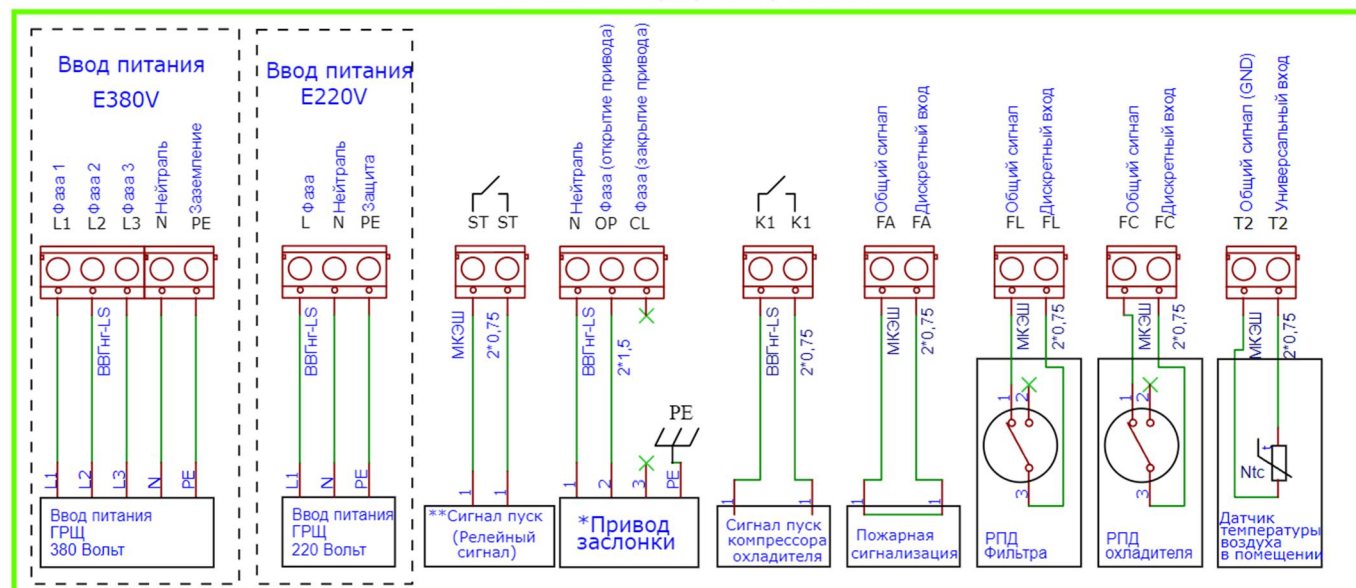 Ввод питания
E380V
Ввод питания
E220V
Фаза 1
Фаза 2
Фаза 3
Нейтраль
Заземление
Фаза
Нейтраль
Защита
Нейтраль
Фаза (открытие привода)
Фаза (закрытие привода)
Общий сигнал
Дискретный вход
Общий сигнал
Дискретный вход
Общий сигнал
Дискретный вход
Общий сигнал (GND)
Универсальный вход
L1 L2 L3 N PE
L N PE
ST ST
N OP CL
K1 K1
FA FA
FL FL
FC FC
T2 T2
ВВГнг-LS
ВВГнг-LS
МКЭШ
2*0,75
ВВГнг-LS
2*1,5
ВВГнг-LS
2*0,75
МКЭШ
2*0,75
МКЭШ
2*0,75
МКЭШ
2*0,75
МКЭШ
2*0,75
PE
1 2
3
1 2
3
t
Ntc
L1 L2 L3 N PE
L1 N PE
1 1
1 2 3 PE
1 1
1 1
Ввод питания
ГРЩ
380 Вольт
Ввод питания
ГРЩ
220 Вольт
**Сигнал пуск
(Релейный
сигнал)
*Привод
заслонки
Сигнал пуск
компрессора
охладителя
Пожарная
сигнализация
РПД
Фильтра
РПД
охладителя
Датчик
температуры
воздуха
в помещении